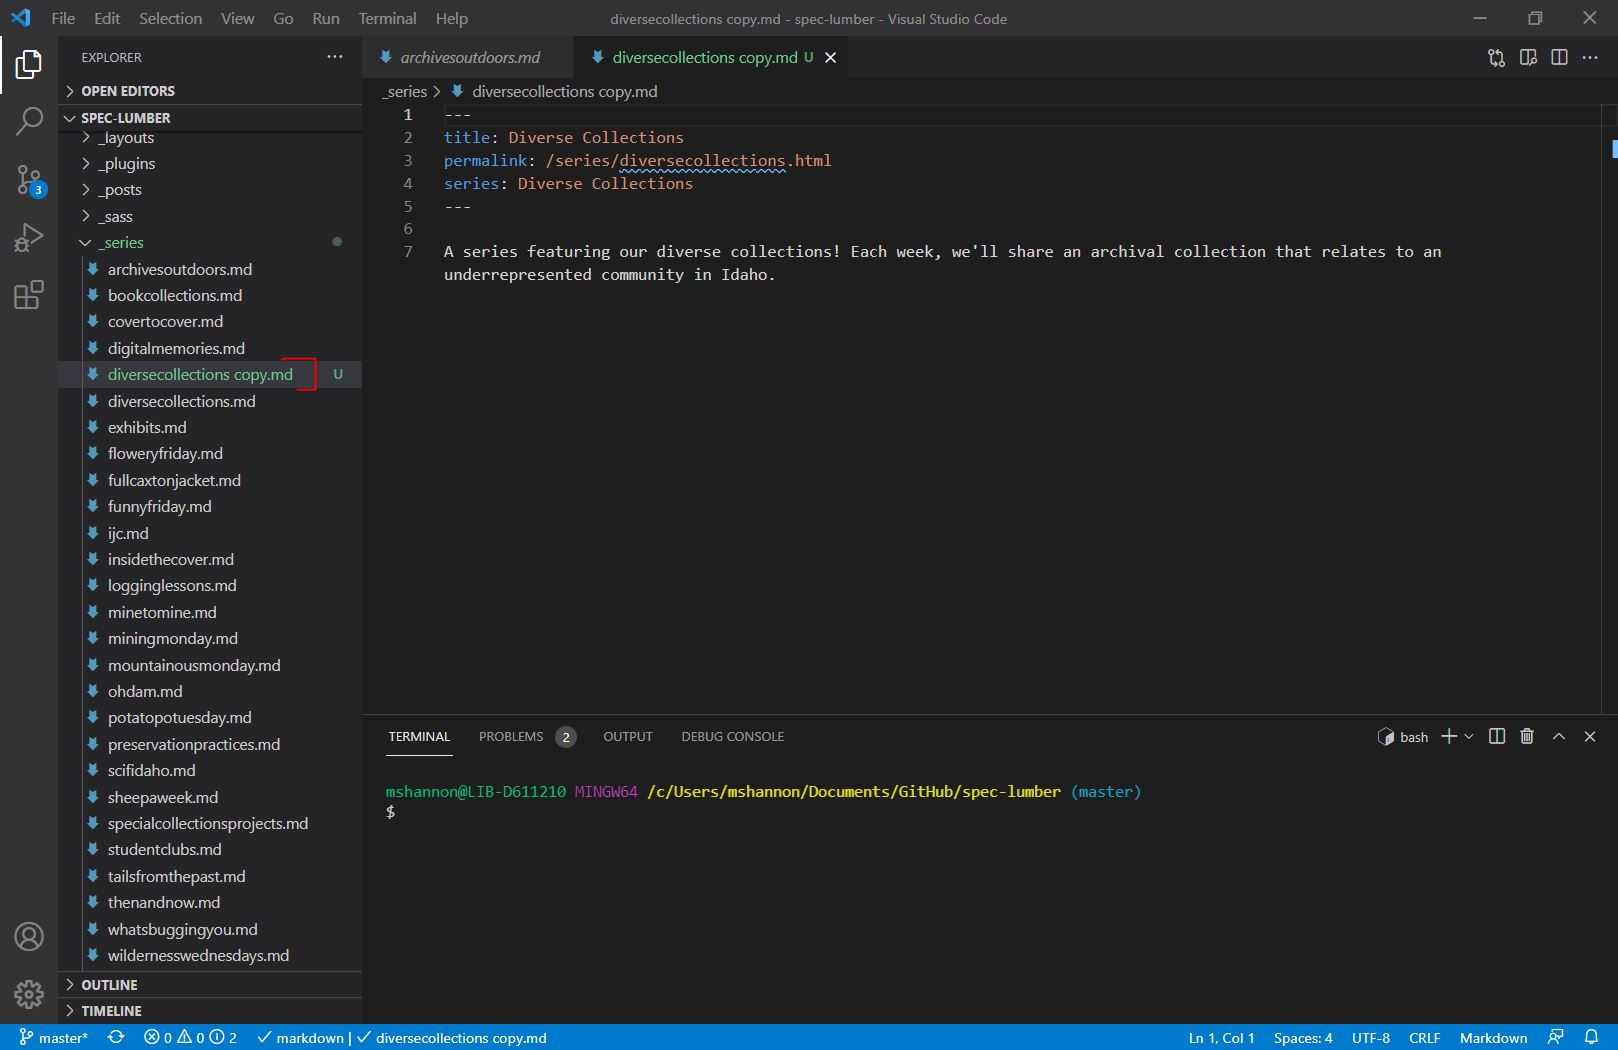 File Edit Selection View Go Run Terminal Help
diversecollections copy.md - spec-lumber - Visual Studio Code
EXPLORER
OPEN EDITORS
SPEC-LUMBER
_layouts
_plugins
_posts
_sass
_series
archivesoutdoors.md
bookcollections.md
covertocover.md
digitalmemories.md
diversecollections copy.md U
diversecollections.md
exhibits.md
floweryfriday.md
fullcaxtonjacket.md
funnyfriday.md
ijc.md
insidethecover.md
logginglessons.md
minetomine.md
miningmonday.md
mountainousmonday.md
ohdam.md
potatopotuesday.md
preservationpractices.md
scifidaho.md
sheepaweek.md
specialcollectionsprojects.md
studentclubs.md
tailsfromthepast.md
thenandnow.md
whatsbuggingyou.md
wildernesswednesdays.md
OUTLINE
TIMELINE
3
archivesoutdoors.md
diversecollections copy.md U
_series > diversecollections copy.md
1 ---
2 title: Diverse Collections
3 permalink: /series/diversecollections.html
4 series: Diverse Collections
5 ---
6
7 A series featuring our diverse collections! Each week, we'll share an archival collection that relates to an
underrepresented community in Idaho.
TERMINAL PROBLEMS 2 OUTPUT DEBUG CONSOLE
bash
mshannon@LIB-D611210 MINGW64 /c/Users/mshannon/Documents/GitHub/spec-lumber (master)
$
master* 0 0 2 markdown | diversecollections copy.md
Ln 1, Col 1 Spaces: 4 UTF-8 CRLF Markdown